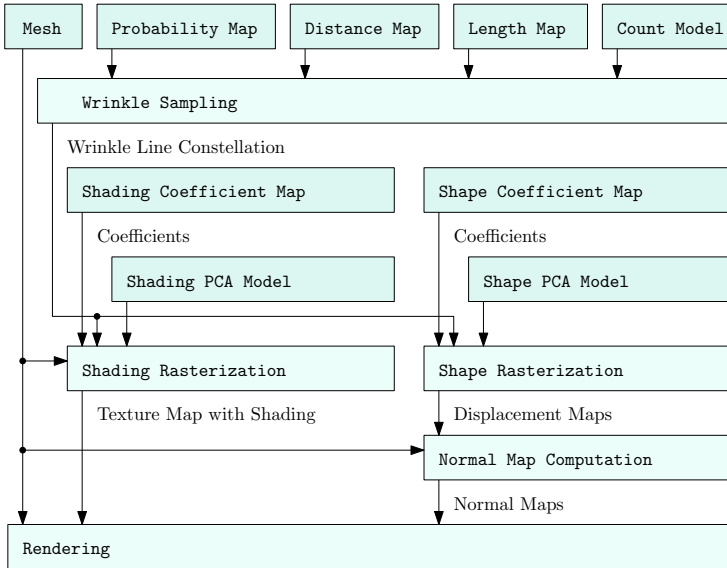 Mesh
Probability Map
Distance Map
Length Map
Count Model
Wrinkle Sampling
Wrinkle Line Constellation
Shading Coefficient Map
Shape Coefficient Map
Coefficients
Coefficients
Shading PCA Model
Shape PCA Model
Shading Rasterization
Shape Rasterization
Texture Map with Shading
Displacement Maps
Normal Map Computation
Normal Maps
Rendering